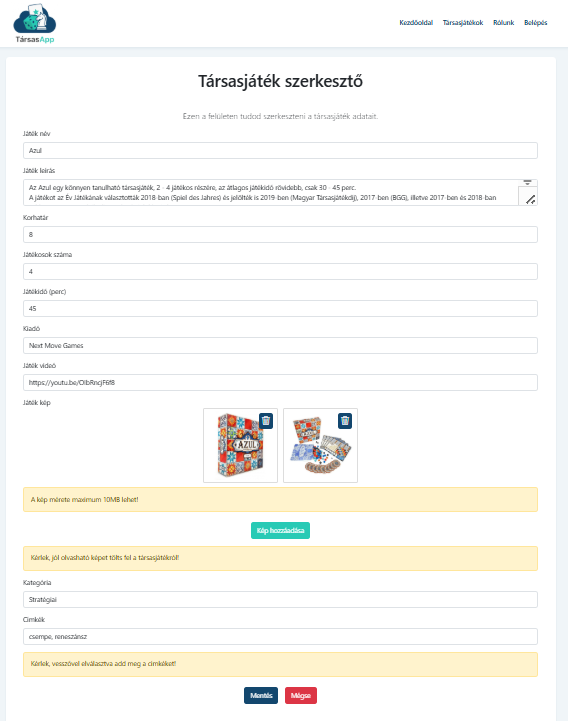 TársasApp
Kezdőoldal Társasjátékok Rólunk Belépés
Társasjáték szerkesztő
Ezen a felületen tudod szerkeszteni a társasjáték adatait.
Játék név
Azul
Játék leírás
Az Azul egy könnyen tanulható társasjáték, 2 - 4 játékos részére, az átlagos játékidő rövidebb, csak 30 - 45 perc.
A játékot az Év Játékának választották 2018-ban (Spiel des Jahres) és jelölték is 2019-ben (Magyar Társasjátékdíj), 2017-ben (BGG), illetve 2017-ben és 2018-ban
Korhatár
8
Játékosok száma
4
Játékidő (perc)
45
Kiadó
Next Move Games
Játék videó
https://youtu.be/OIbRncjF6f8
Játék kép
AZUL
A kép mérete maximum 10MB lehet!
Kép hozzáadása
Kérlek, jól olvasható képet tölts fel a társasjátékról!
Kategória
Stratégiai
Címkék
csempe, reneszánsz
Kérlek, vesszővel elválasztva add meg a címkéket!
Mentés Mégse